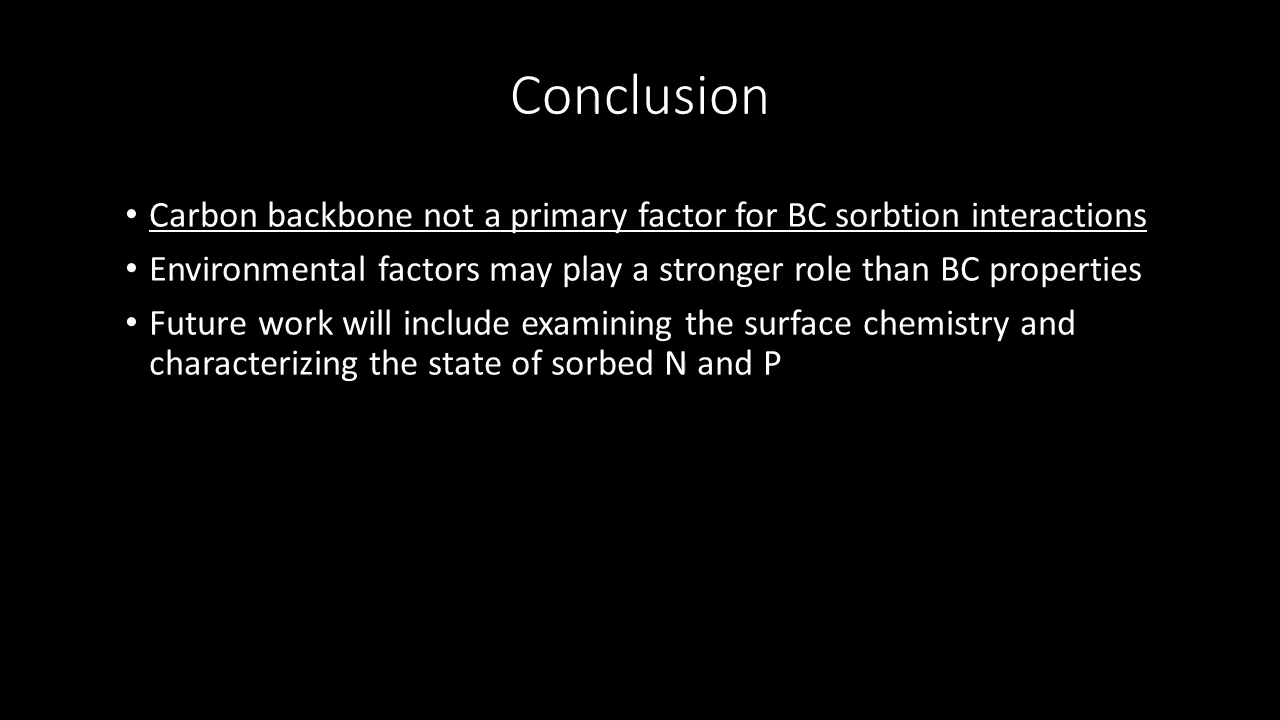 Conclusion
• Carbon backbone not a primary factor for BC sorbtion interactions
• Environmental factors may play a stronger role than BC properties
• Future work will include examining the surface chemistry and
characterizing the state of sorbed N and P